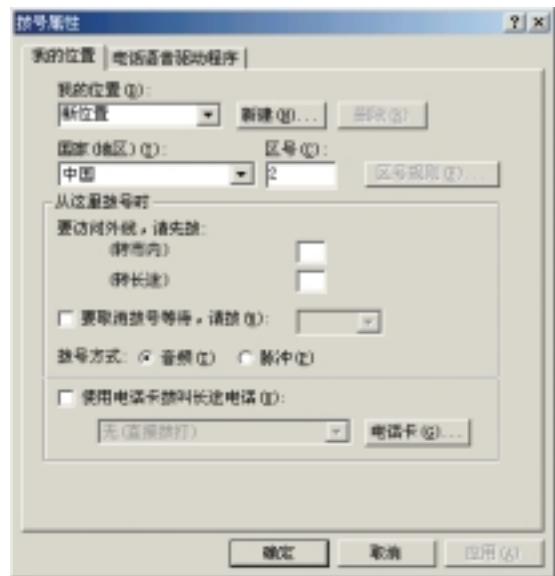 拨号属性
我的位置 电话语音驱动程序
我的位置(I):
新位置 新建(N)... 删除(R)
国家(地区)(T): 区号(C):
中国 2 区号规则(E)...
从这里拨号时
要访问外线，请先拨:
(转市内)
(转长途)
要取消拨号等待，请拨(W):
拨号方式: 音频(T) 脉冲(P)
使用电话卡拨叫长途电话(D):
无(直接拨打) 电话卡(G)...
确定 取消 应用(A)